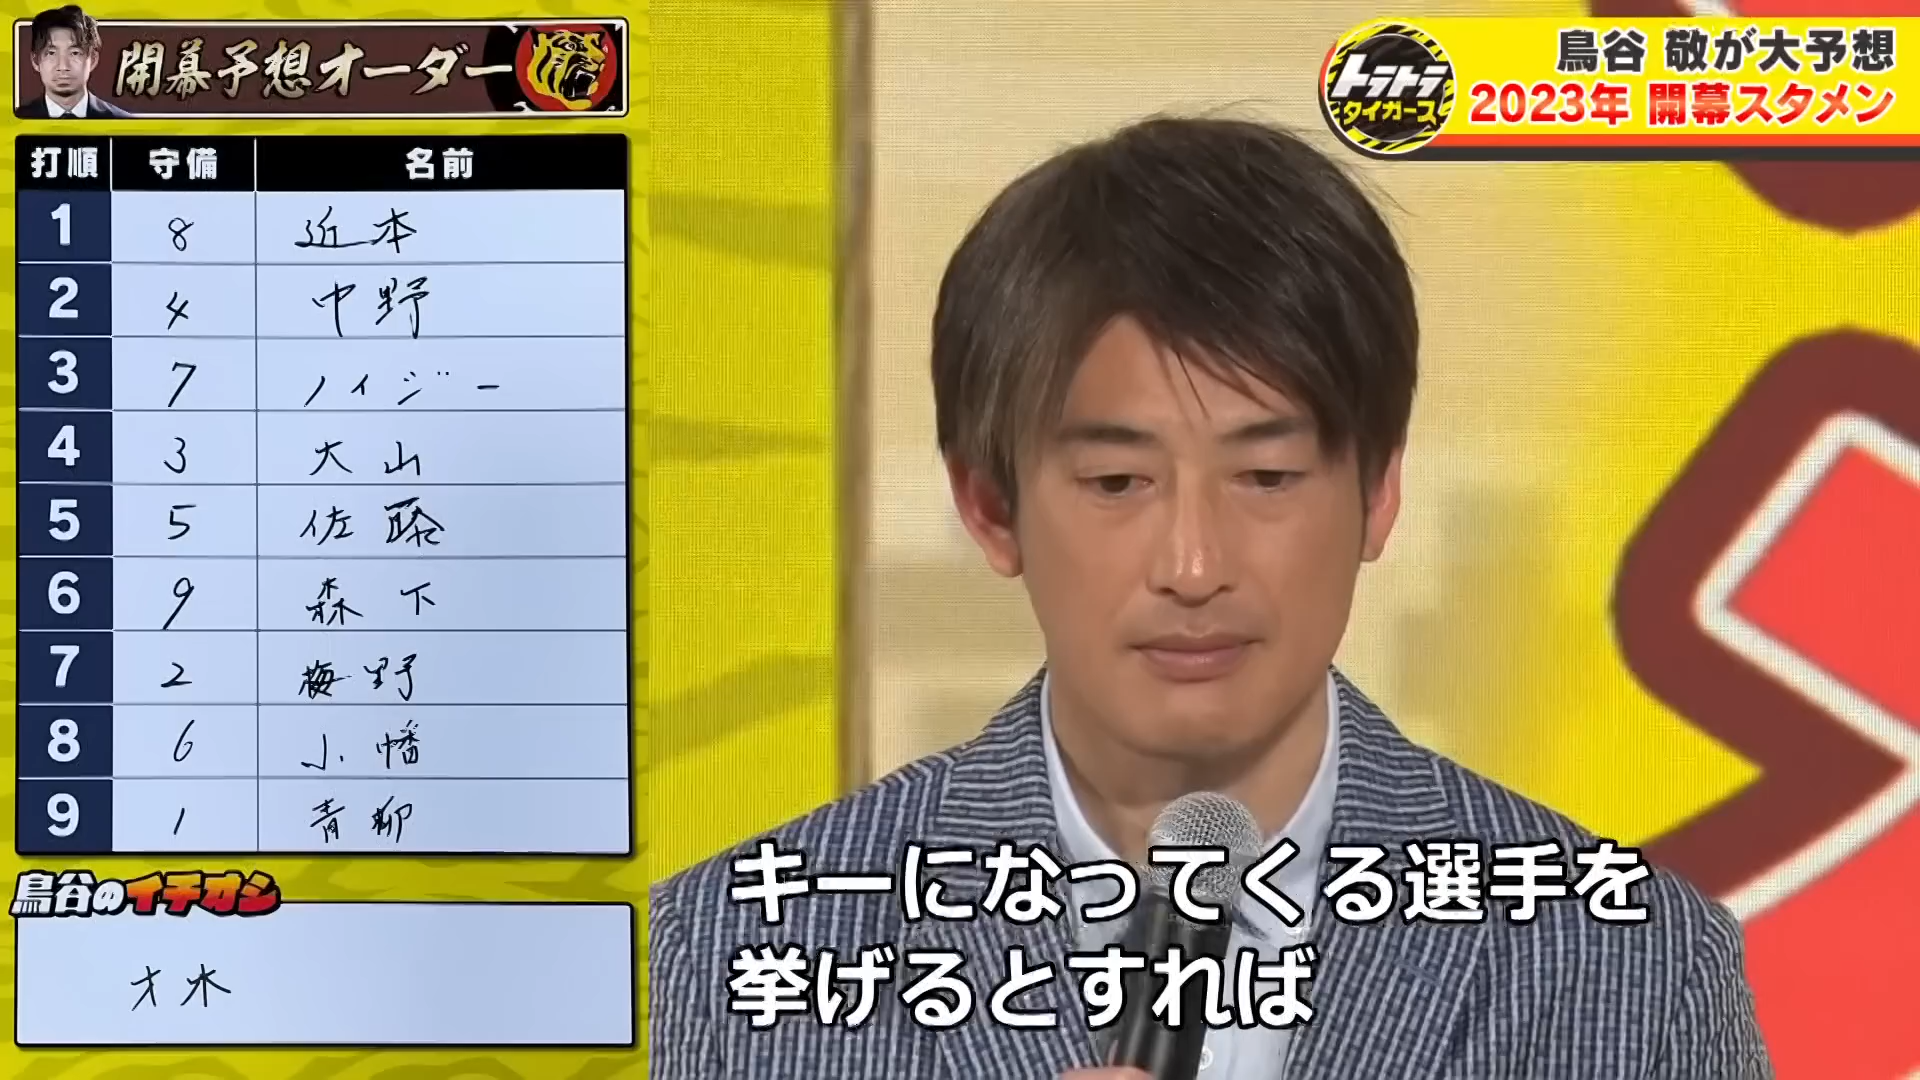 開幕予想オーダー
打順 守備 名前
1 8 近本
2 4 中野
3 7 ノイジー
4 3 大山
5 5 佐藤
6 9 森下
7 2 梅野
8 6 小幡
9 1 青柳
鳥谷のイチオシ
才木
トラトラ
タイガース
鳥谷 敬が大予想
2023年 開幕スタメン
キーになってくる選手を
挙げるとすれば